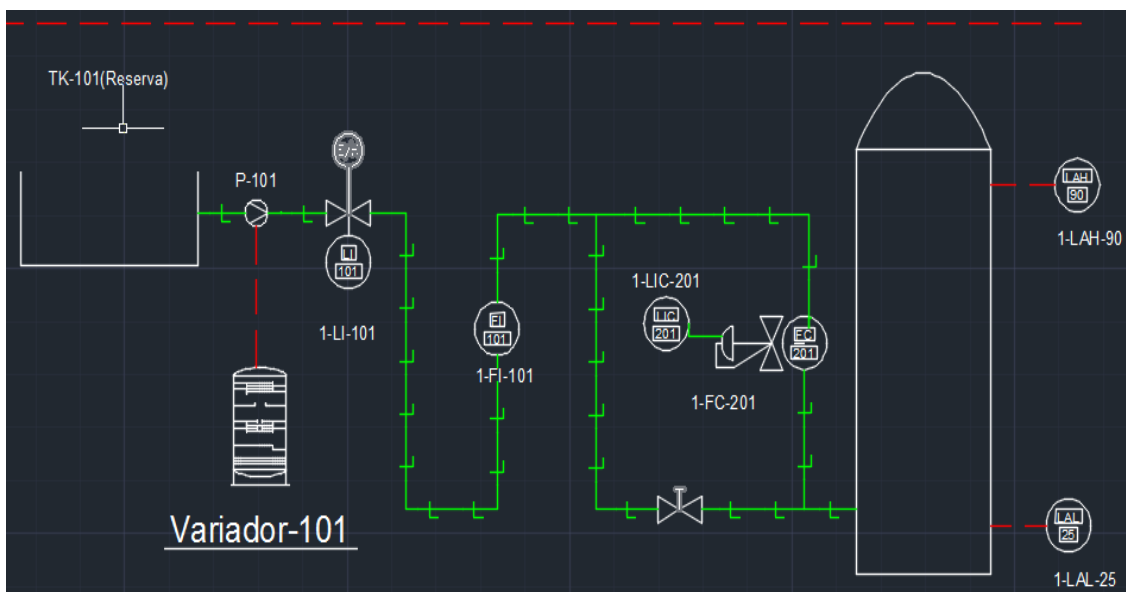 TK-101(Reserva)
P-101
LI
101
1-LI-101
Variador-101
FI
101
1-FI-101
1-LIC-201
LIC
201
FC
201
1-FC-201
LAH
90
1-LAH-90
LAL
25
1-LAL-25